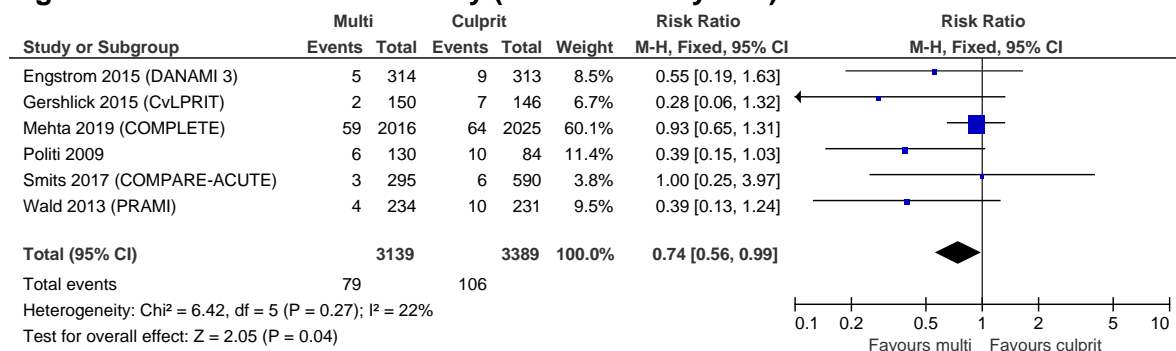 Multi Culprit Risk Ratio Risk Ratio
Study or Subgroup Events Total Events Total Weight M-H, Fixed, 95% CI M-H, Fixed, 95% CI
Engstrom 2015 (DANAMI 3) 5 314 9 313 8.5% 0.55 [0.19, 1.63]
Gershlick 2015 (CvLPRIT) 2 150 7 146 6.7% 0.28 [0.06, 1.32]
Mehta 2019 (COMPLETE) 59 2016 64 2025 60.1% 0.93 [0.65, 1.31]
Politi 2009 6 130 10 84 11.4% 0.39 [0.15, 1.03]
Smits 2017 (COMPARE-ACUTE) 3 295 6 590 3.8% 1.00 [0.25, 3.97]
Wald 2013 (PRAMI) 4 234 10 231 9.5% 0.39 [0.13, 1.24]
Total (95% CI) 3139 3389 100.0% 0.74 [0.56, 0.99]
Total events 79 106
Heterogeneity: Chi² = 6.42, df = 5 (P = 0.27); I² = 22%
Test for overall effect: Z = 2.05 (P = 0.04)
0.1 0.2 0.5 1 2 5 10
Favours multi Favours culprit